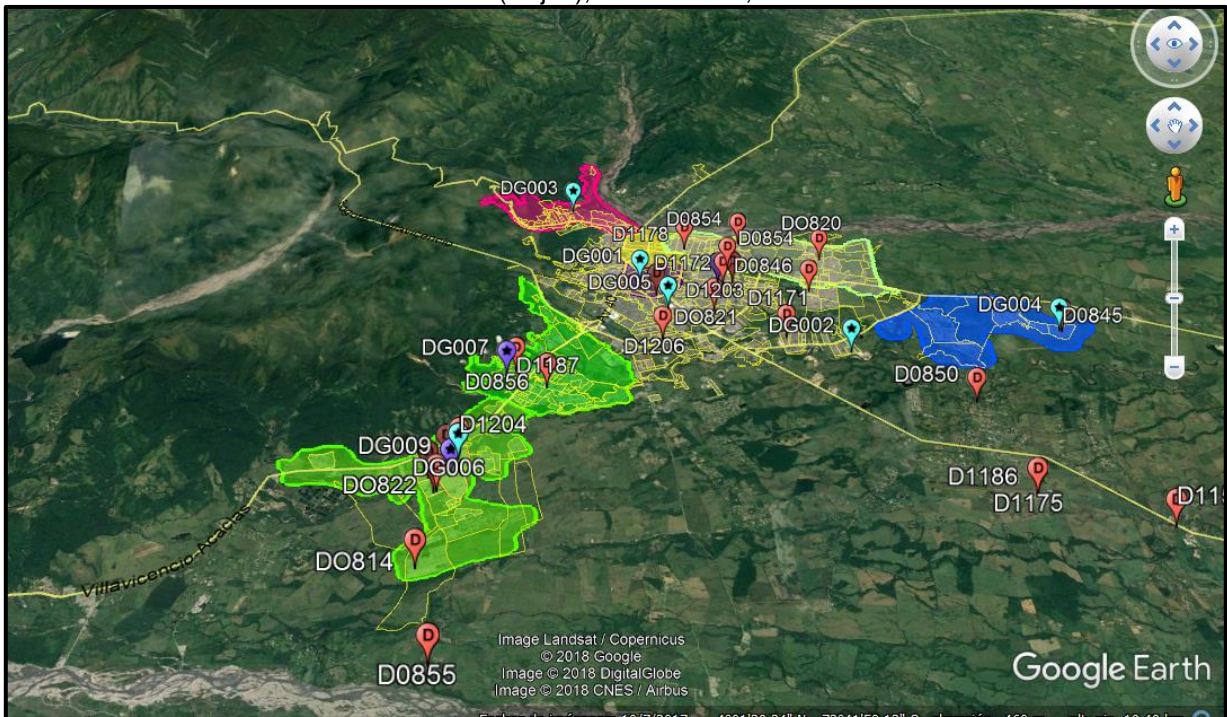 DG003
D0854
DO820
D1178
D0854
DG001
D1172
D0846
DG005
D1203
D1171
DG004
D0845
DO821
DG002
D1206
DG007
D1187
D0856
D0850
D1204
DG009
DG006
DO822
D1186
D1175
D11
DO814
D0855
Image Landsat / Copernicus
© 2018 Google
Image © 2018 DigitalGlobe
Image © 2018 CNES / Airbus
Google Earth